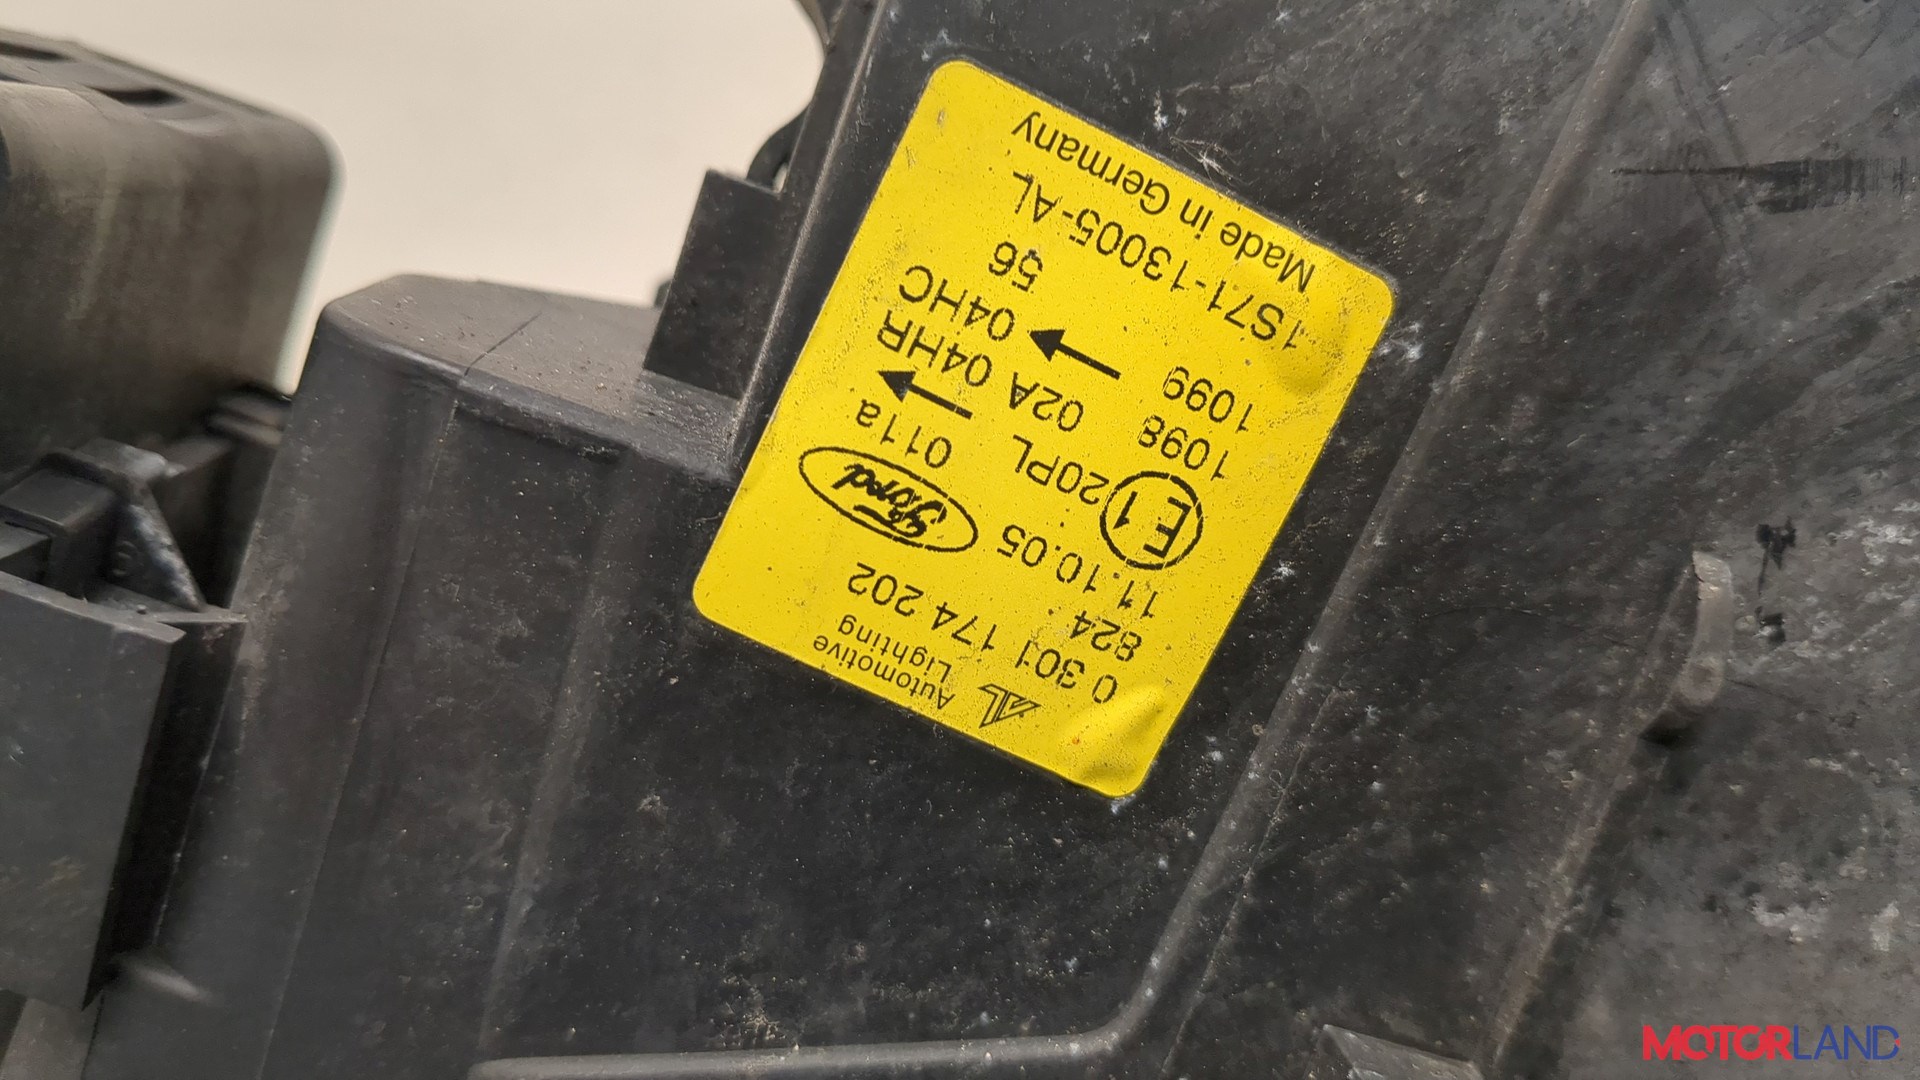 AL Automotive Lighting
0 301 174 202
824
11.10.05 Ford
E1 20PL 011a
1098 02A 04HR
1099 04HC
56
1S71-13005-AL
Made in Germany
MOTORLAND